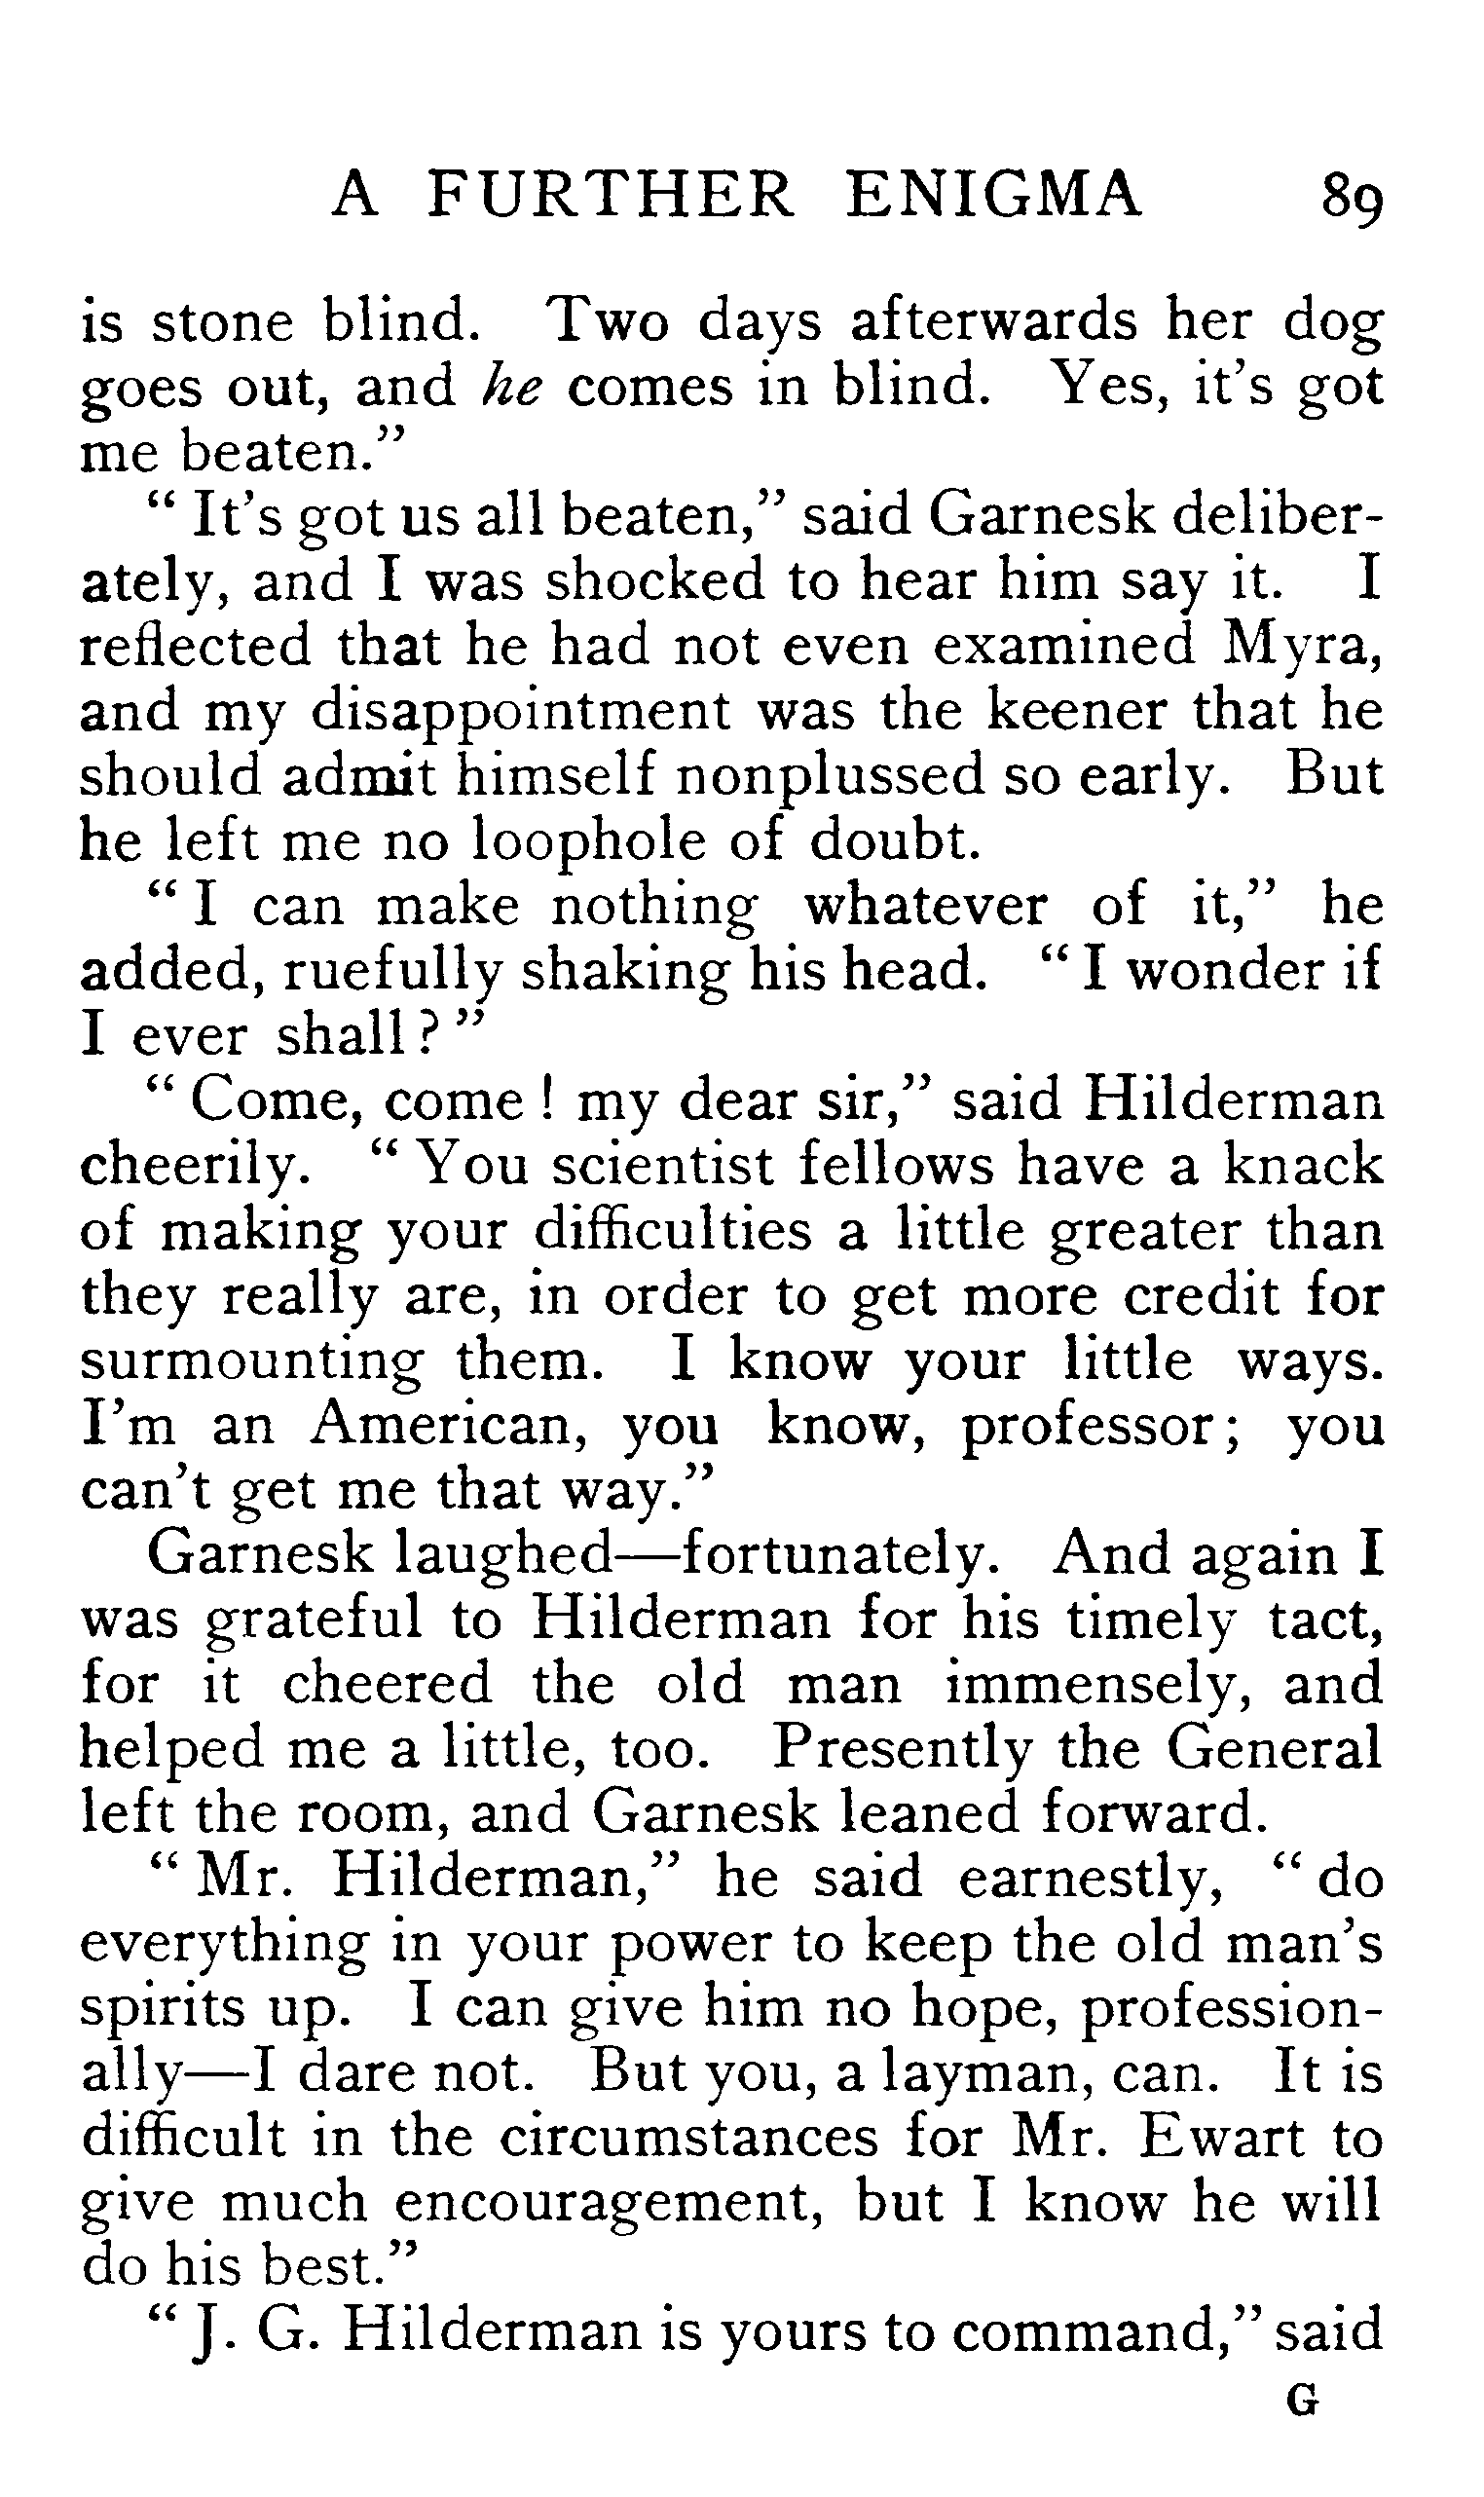 A FURTHER ENIGMA 89
is stone blind. Two days afterwards her dog
goes out, and he comes in blind. Yes, it's got
me beaten."
" It's got us all beaten," said Garnesk deliber-
ately, and I was shocked to hear him say it. I
reflected that he had not even examined Myra,
and my disappointment was the keener that he
should admit himself nonplussed so early. But
he left me no loophole of doubt.
" I can make nothing whatever of it," he
added, ruefully shaking his head. " I wonder if
I ever shall ? "
" Come, come ! my dear sir," said Hilderman
cheerily. " You scientist fellows have a knack
of making your difficulties a little greater than
they really are, in order to get more credit for
surmounting them. I know your little ways.
I'm an American, you know, professor; you
can't get me that way."
Garnesk laughed—fortunately. And again I
was grateful to Hilderman for his timely tact,
for it cheered the old man immensely, and
helped me a little, too. Presently the General
left the room, and Garnesk leaned forward.
" Mr. Hilderman," he said earnestly, " do
everything in your power to keep the old man's
spirits up. I can give him no hope, profession-
ally—I dare not. But you, a layman, can. It is
difficult in the circumstances for Mr. Ewart to
give much encouragement, but I know he will
do his best."
" J. G. Hilderman is yours to command," said
G